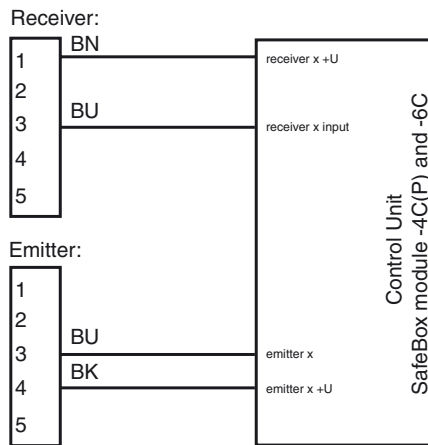 Receiver:
1
BN
receiver x +U
2
3
BU
receiver x input
4
5
Emitter:
1
2
3
BU
emitter x
4
BK
emitter x +U
5
Control Unit
SafeBox module -4C(P) and -6C